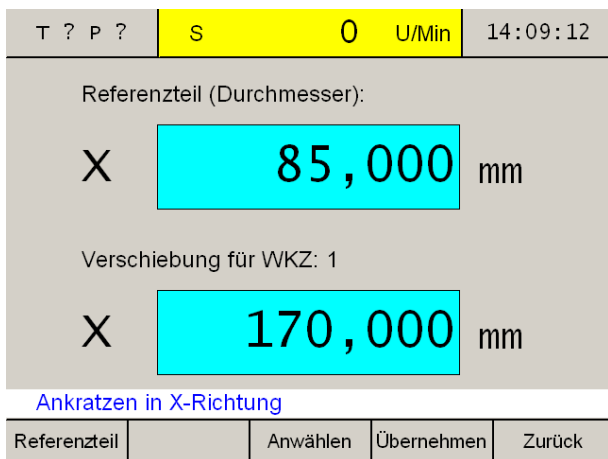 T ? P ? S 0 U/Min 14:09:12
Referenzteil (Durchmesser):
X 85,000 mm
Verschiebung für WKZ: 1
X 170,000 mm
Ankratzen in X-Richtung
Referenzteil Anwählen Übernehmen Zurück